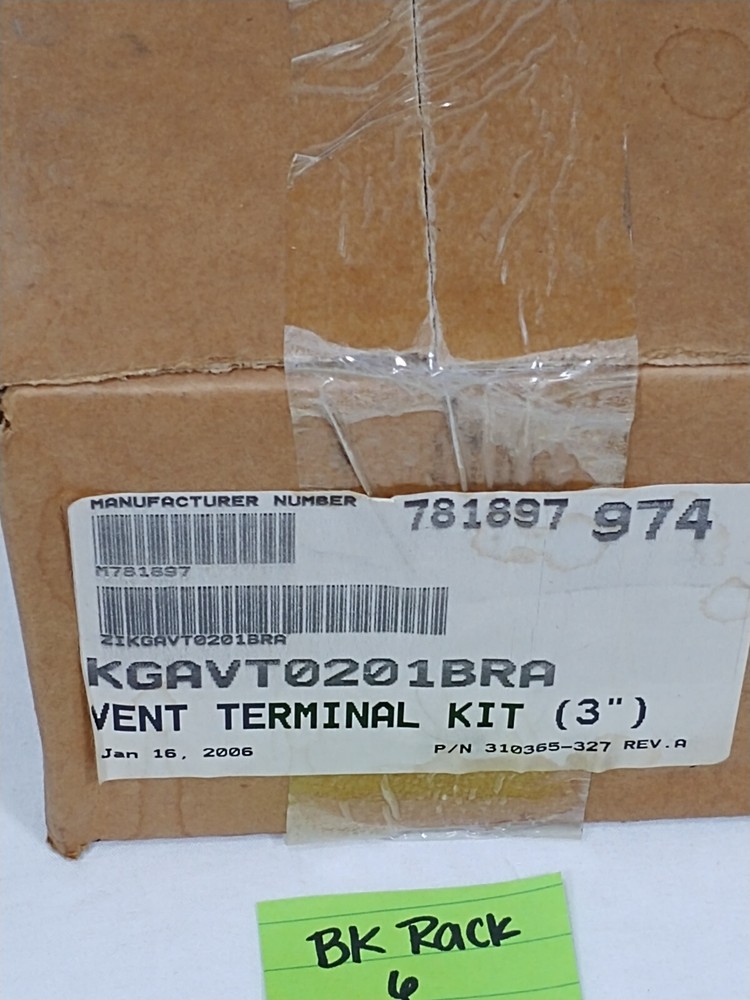 MANUFACTURER NUMBER 781897 974
M781897
ZIKGAVT0201BRA
KGAVT0201BRA
VENT TERMINAL KIT (3")
Jan 16, 2006 P/N 310365-327 REV.A
BK Rack
6